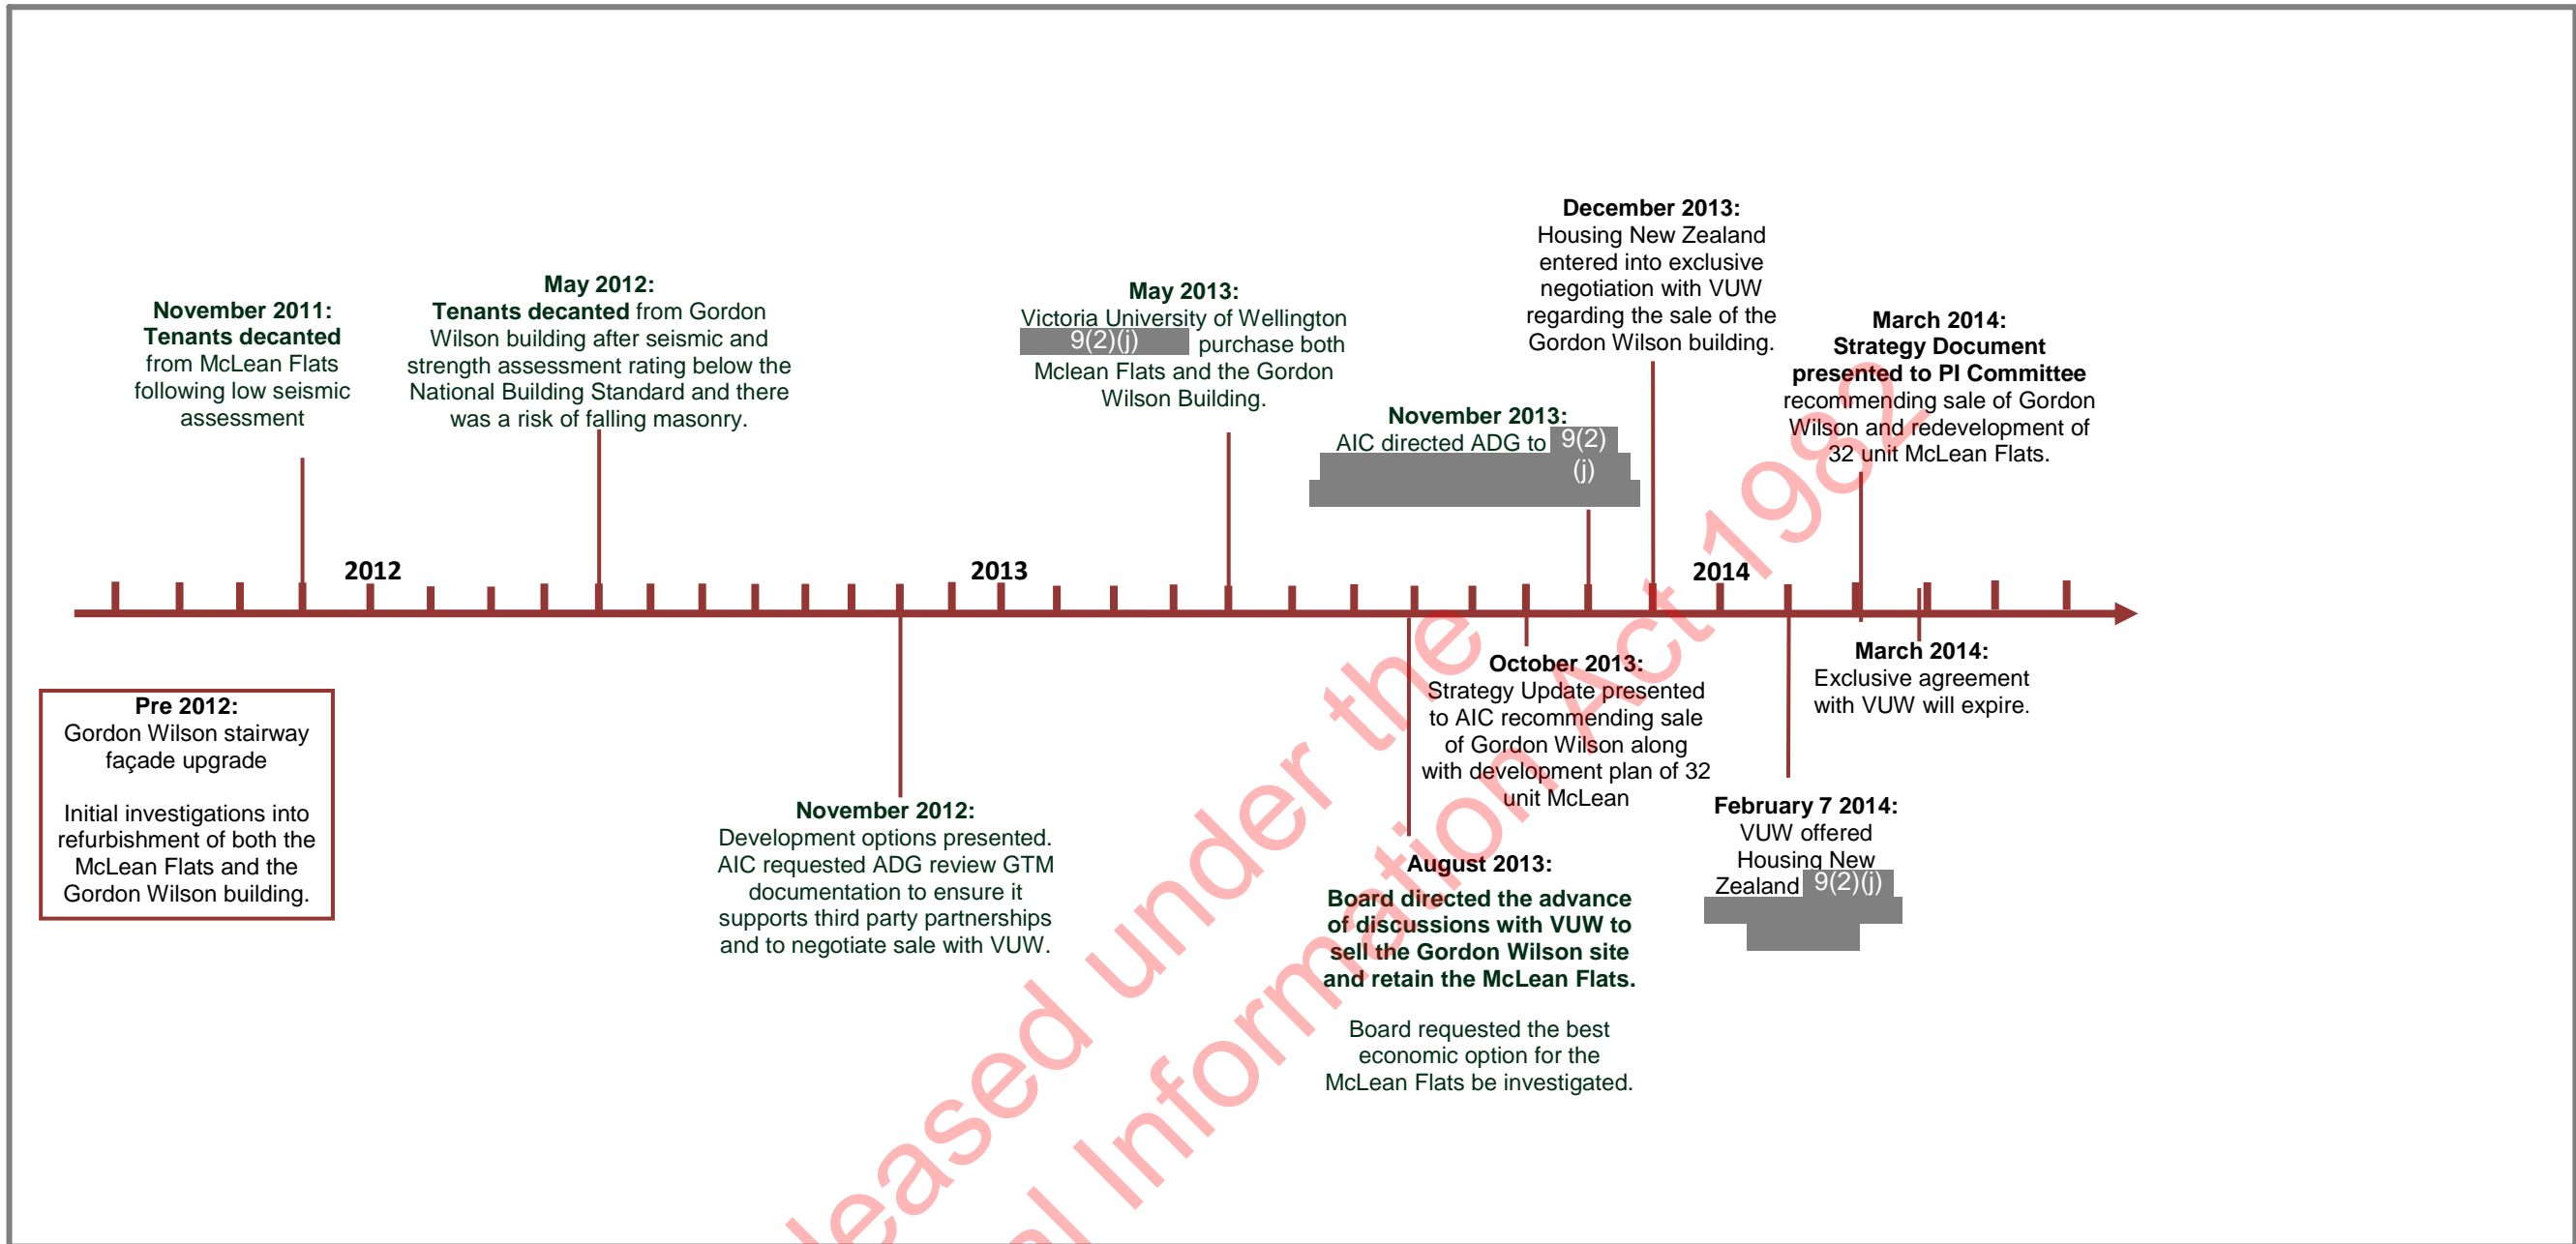 November 2011:
Tenants decanted
from McLean Flats
following low seismic
assessment
May 2012:
Tenants decanted from Gordon
Wilson building after seismic and
strength assessment rating below the
National Building Standard and there
was a risk of falling masonry.
May 2013:
Victoria University of Wellington
9(2)(j) purchase both
Mclean Flats and the Gordon
Wilson Building.
November 2013:
AIC directed ADG to 9(2)
(j)
December 2013:
Housing New Zealand
entered into exclusive
negotiation with VUW
regarding the sale of the
Gordon Wilson building.
March 2014:
Strategy Document
presented to PI Committee
recommending sale of Gordon
Wilson and redevelopment of
32 unit McLean Flats.
2012
2013
2014
Pre 2012:
Gordon Wilson stairway
façade upgrade
Initial investigations into
refurbishment of both the
McLean Flats and the
Gordon Wilson building.
November 2012:
Development options presented.
AIC requested ADG review GTM
documentation to ensure it
supports third party partnerships
and to negotiate sale with VUW.
August 2013:
Board directed the advance
of discussions with VUW to
sell the Gordon Wilson site
and retain the McLean Flats.
Board requested the best
economic option for the
McLean Flats be investigated.
October 2013:
Strategy Update presented
to AIC recommending sale
of Gordon Wilson along
with development plan of 32
unit McLean
February 7 2014:
VUW offered
Housing New
Zealand 9(2)(j)
March 2014:
Exclusive agreement
with VUW will expire.
leased under the
al Information Act 1982